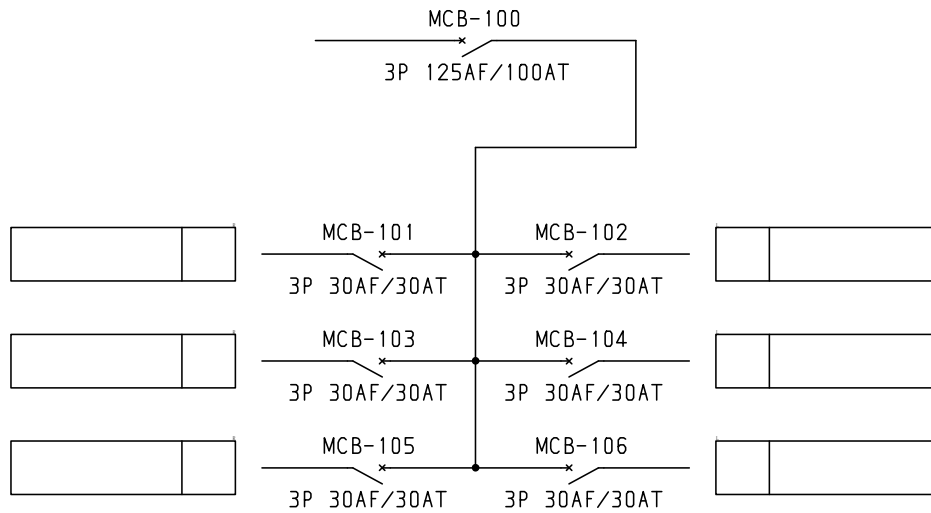 MCB-100
3P 125AF/100AT
MCB-101 MCB-102
3P 30AF/30AT 3P 30AF/30AT
MCB-103 MCB-104
3P 30AF/30AT 3P 30AF/30AT
MCB-105 MCB-106
3P 30AF/30AT 3P 30AF/30AT